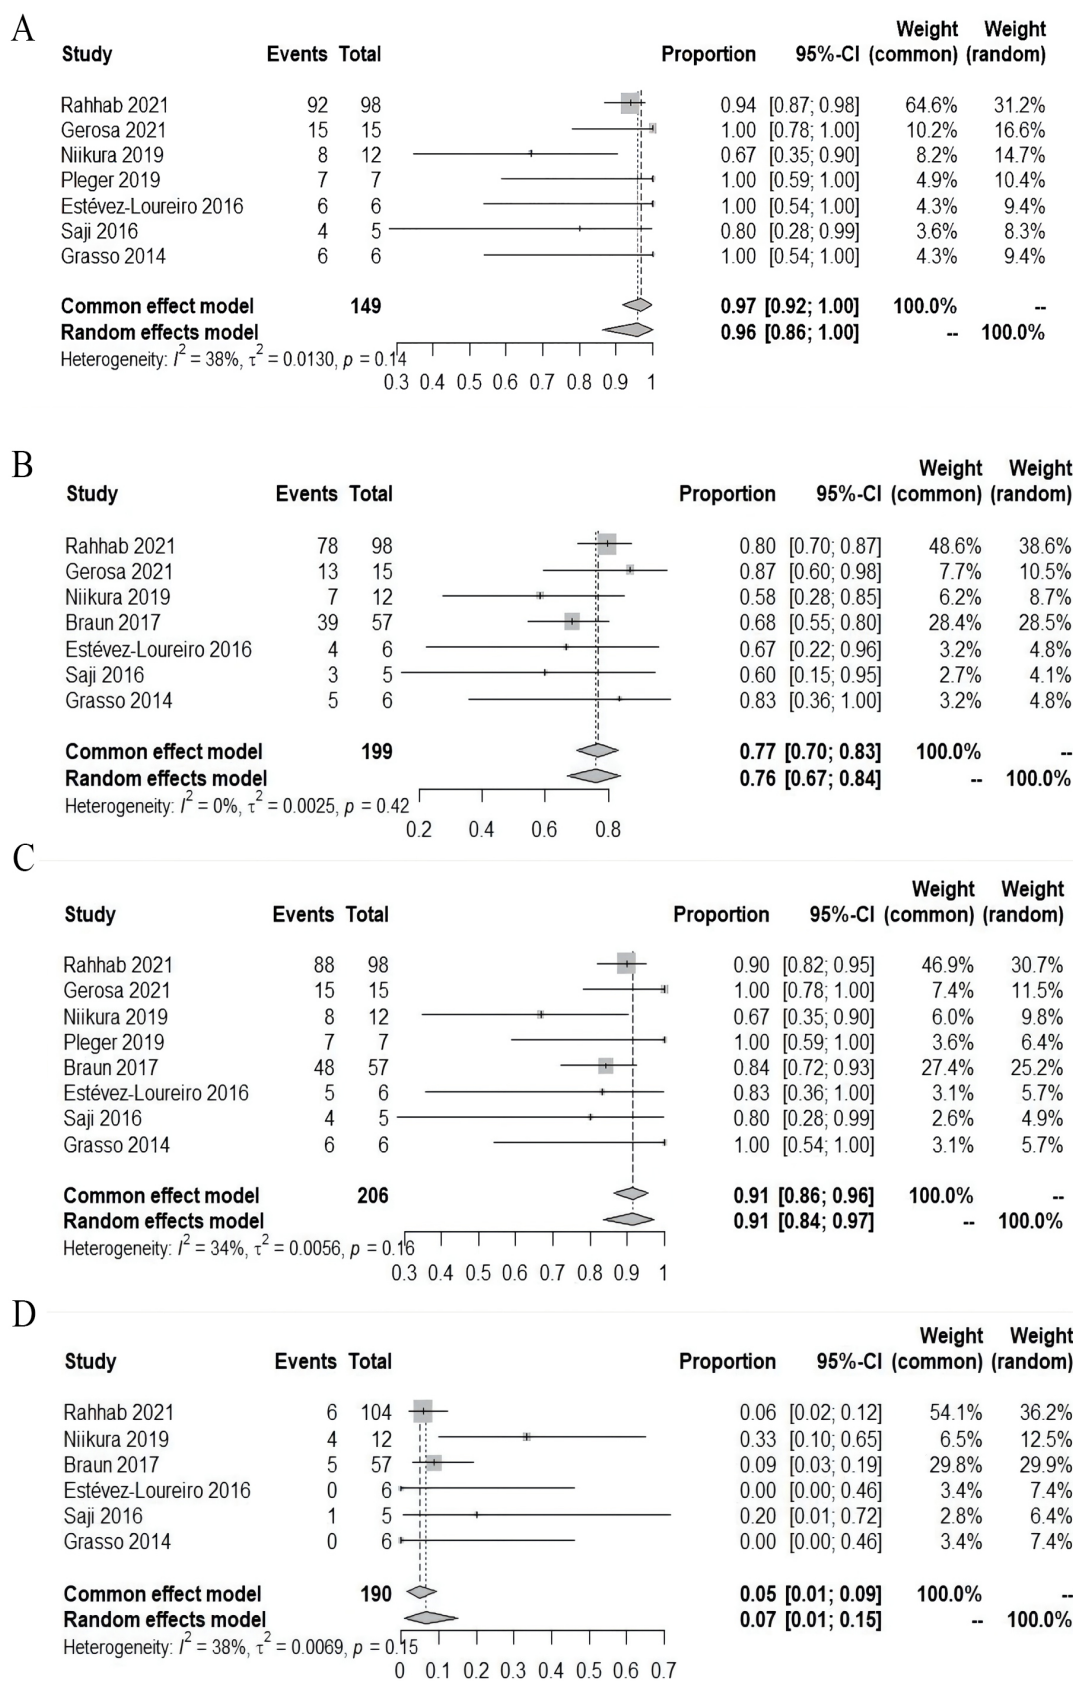 A
Weight Weight
Study Events Total Proportion 95%-CI (common) (random)
Rahhab 2021 92 98 0.94 [0.87; 0.98] 64.6% 31.2%
Gerosa 2021 15 15 1.00 [0.78; 1.00] 10.2% 16.6%
Niikura 2019 8 12 0.67 [0.35; 0.90] 8.2% 14.7%
Pleger 2019 7 7 1.00 [0.59; 1.00] 4.9% 10.4%
Estévez-Loureiro 2016 6 6 1.00 [0.54; 1.00] 4.3% 9.4%
Saji 2016 4 5 0.80 [0.28; 0.99] 3.6% 8.3%
Grasso 2014 6 6 1.00 [0.54; 1.00] 4.3% 9.4%
Common effect model 149 0.97 [0.92; 1.00] 100.0% --
Random effects model 0.96 [0.86; 1.00] -- 100.0%
Heterogeneity: I² = 38%, τ² = 0.0130, p = 0.14
0.3 0.4 0.5 0.6 0.7 0.8 0.9 1
B
Weight Weight
Study Events Total Proportion 95%-CI (common) (random)
Rahhab 2021 78 98 0.80 [0.70; 0.87] 48.6% 38.6%
Gerosa 2021 13 15 0.87 [0.60; 0.98] 7.7% 10.5%
Niikura 2019 7 12 0.58 [0.28; 0.85] 6.2% 8.7%
Braun 2017 39 57 0.68 [0.55; 0.80] 28.4% 28.5%
Estévez-Loureiro 2016 4 6 0.67 [0.22; 0.96] 3.2% 4.8%
Saji 2016 3 5 0.60 [0.15; 0.95] 2.7% 4.1%
Grasso 2014 5 6 0.83 [0.36; 1.00] 3.2% 4.8%
Common effect model 199 0.77 [0.70; 0.83] 100.0% --
Random effects model 0.76 [0.67; 0.84] -- 100.0%
Heterogeneity: I² = 0%, τ² = 0.0025, p = 0.42
0.2 0.4 0.6 0.8
C
Weight Weight
Study Events Total Proportion 95%-CI (common) (random)
Rahhab 2021 88 98 0.90 [0.82; 0.95] 46.9% 30.7%
Gerosa 2021 15 15 1.00 [0.78; 1.00] 7.4% 11.5%
Niikura 2019 8 12 0.67 [0.35; 0.90] 6.0% 9.8%
Pleger 2019 7 7 1.00 [0.59; 1.00] 3.6% 6.4%
Braun 2017 48 57 0.84 [0.72; 0.93] 27.4% 25.2%
Estévez-Loureiro 2016 5 6 0.83 [0.36; 1.00] 3.1% 5.7%
Saji 2016 4 5 0.80 [0.28; 0.99] 2.6% 4.9%
Grasso 2014 6 6 1.00 [0.54; 1.00] 3.1% 5.7%
Common effect model 206 0.91 [0.86; 0.96] 100.0% --
Random effects model 0.91 [0.84; 0.97] -- 100.0%
Heterogeneity: I² = 34%, τ² = 0.0056, p = 0.16
0.3 0.4 0.5 0.6 0.7 0.8 0.9 1
D
Weight Weight
Study Events Total Proportion 95%-CI (common) (random)
Rahhab 2021 6 104 0.06 [0.02; 0.12] 54.1% 36.2%
Niikura 2019 4 12 0.33 [0.10; 0.65] 6.5% 12.5%
Braun 2017 5 57 0.09 [0.03; 0.19] 29.8% 29.9%
Estévez-Loureiro 2016 0 6 0.00 [0.00; 0.46] 3.4% 7.4%
Saji 2016 1 5 0.20 [0.01; 0.72] 2.8% 6.4%
Grasso 2014 0 6 0.00 [0.00; 0.46] 3.4% 7.4%
Common effect model 190 0.05 [0.01; 0.09] 100.0% --
Random effects model 0.07 [0.01; 0.15] -- 100.0%
Heterogeneity: I² = 38%, τ² = 0.0069, p = 0.15
0 0.1 0.2 0.3 0.4 0.5 0.6 0.7